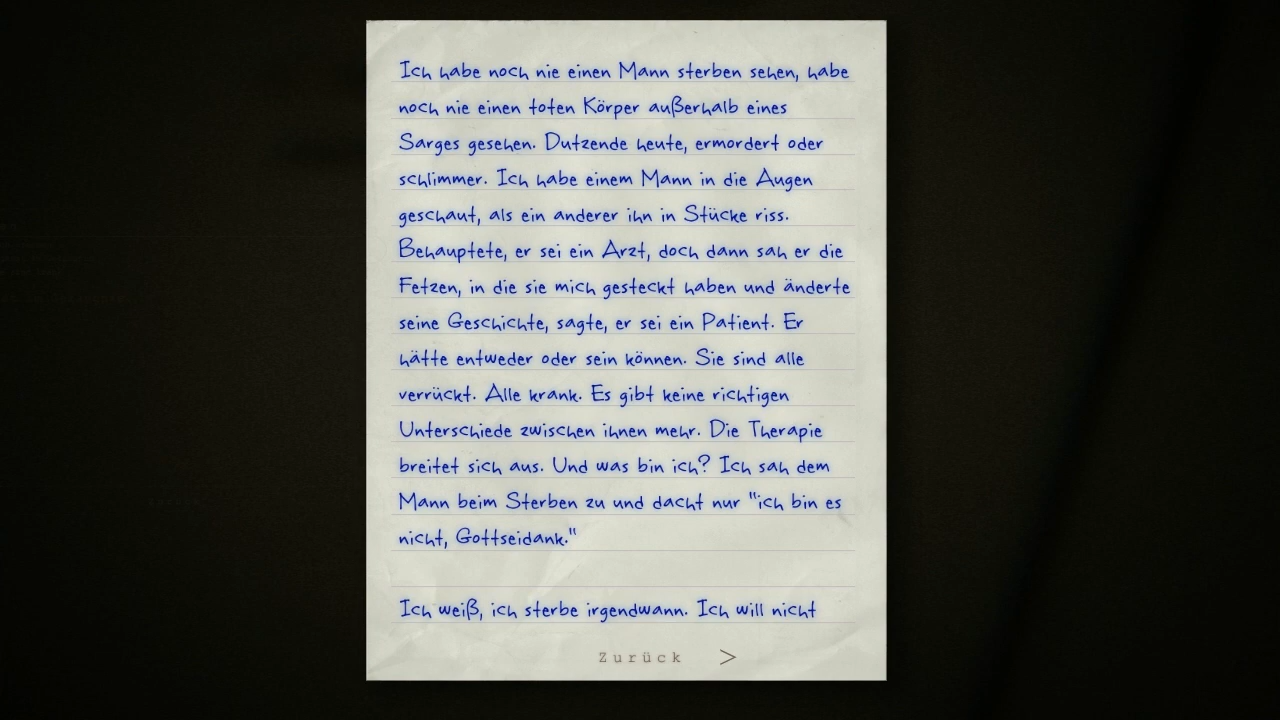 Ich habe noch nie einen Mann sterben sehen, habe
noch nie einen toten Körper außerhalb eines
Sarges gesehen. Dutzende heute, ermordert oder
schlimmer. Ich habe einem Mann in die Augen
geschaut, als ein anderer ihn in Stücke riss.
Behauptete, er sei ein Arzt, doch dann sah er die
Fetzen, in die sie mich gesteckt haben und änderte
seine Geschichte, sagte, er sei ein Patient. Er
hätte entweder oder sein können. Sie sind alle
verrückt. Alle krank. Es gibt keine richtigen
Unterschiede zwischen ihnen mehr. Die Therapie
breitet sich aus. Und was bin ich? Ich sah dem
Mann beim Sterben zu und dacht nur "ich bin es
nicht, Gottseidank."
Ich weiß, ich sterbe irgendwann. Ich will nicht
Zurück >